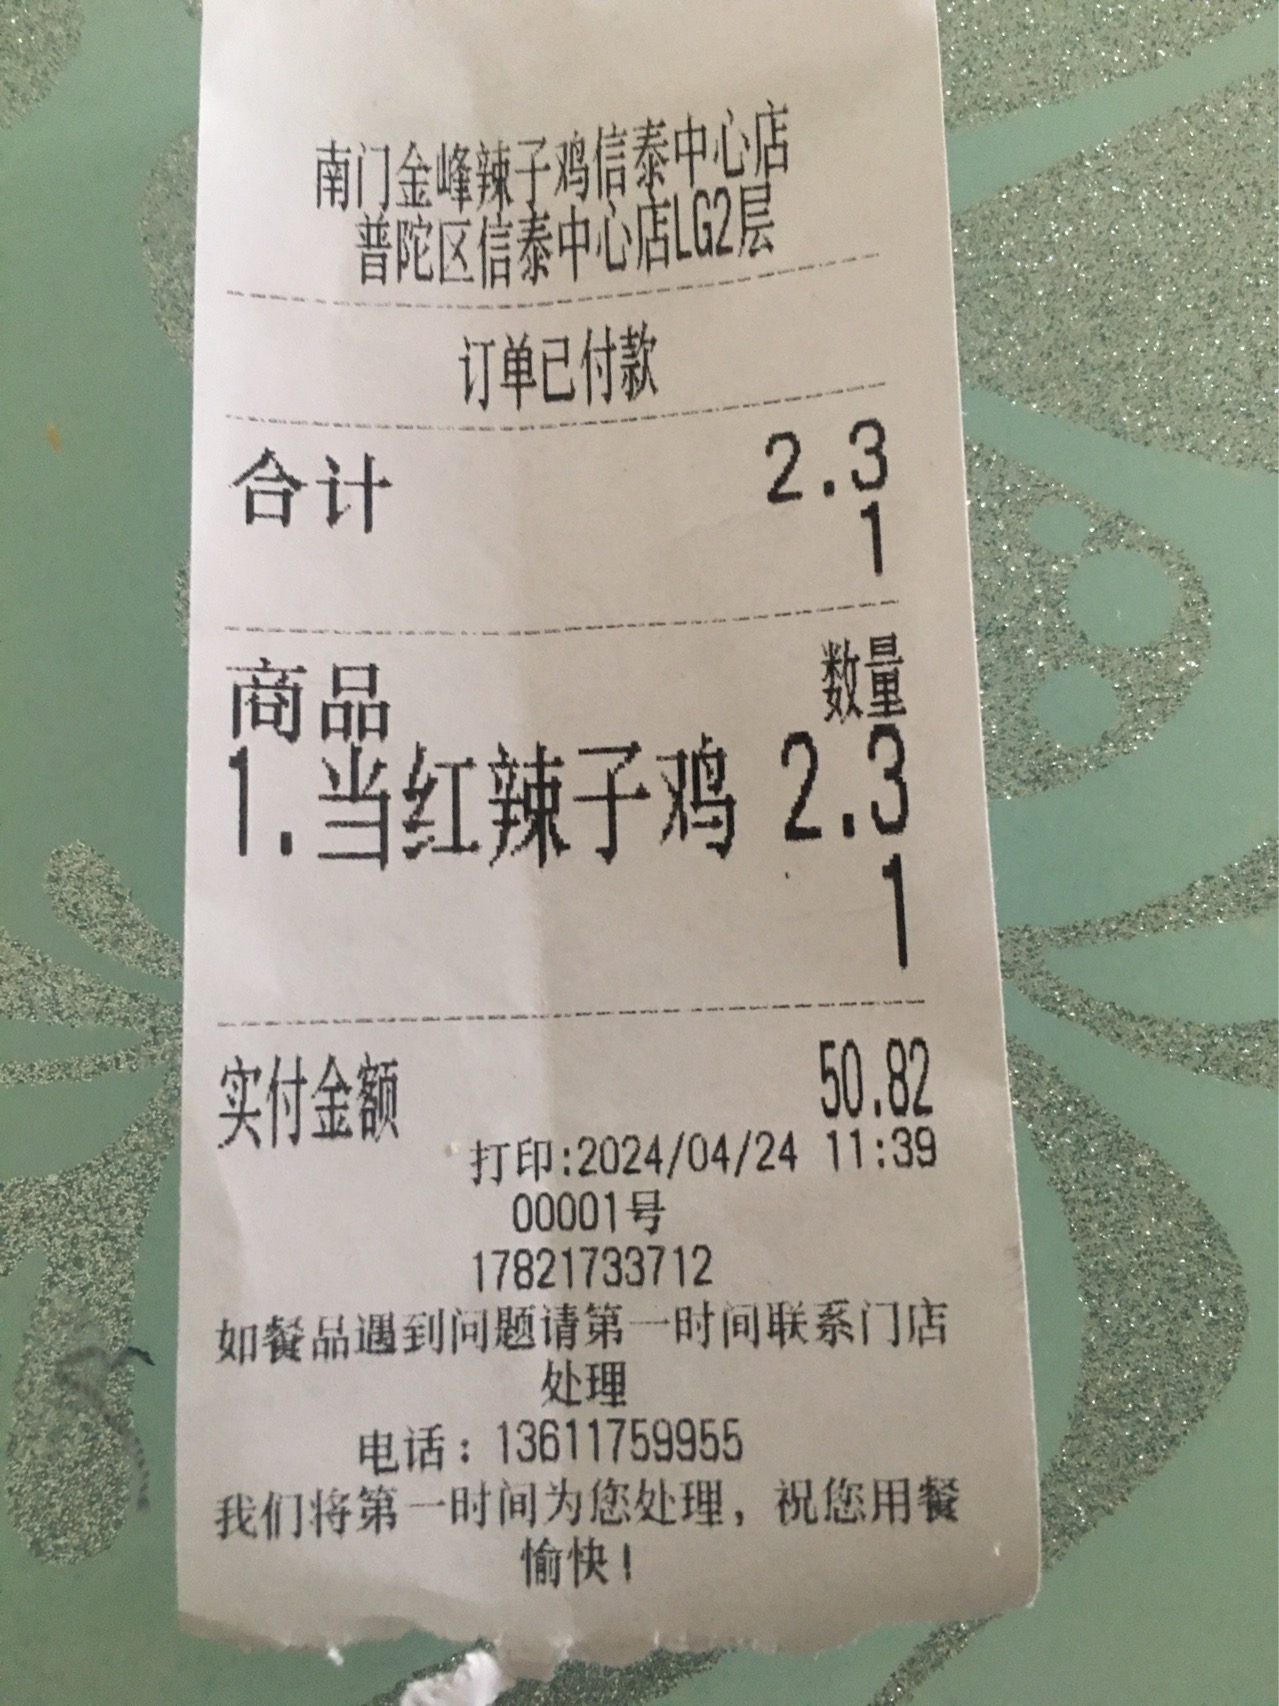 南门金峰辣子鸡信泰中心店
普陀区信泰中心店LG2层
订单已付款
合计 2.3
1
商品 数量
1.当红辣子鸡 2.3
1
实付金额 50.82
打印:2024/04/24 11:39
00001号
17821733712
如餐品遇到问题请第一时间联系门店
处理
电话：13611759955
我们将第一时间为您处理，祝您用餐
愉快！